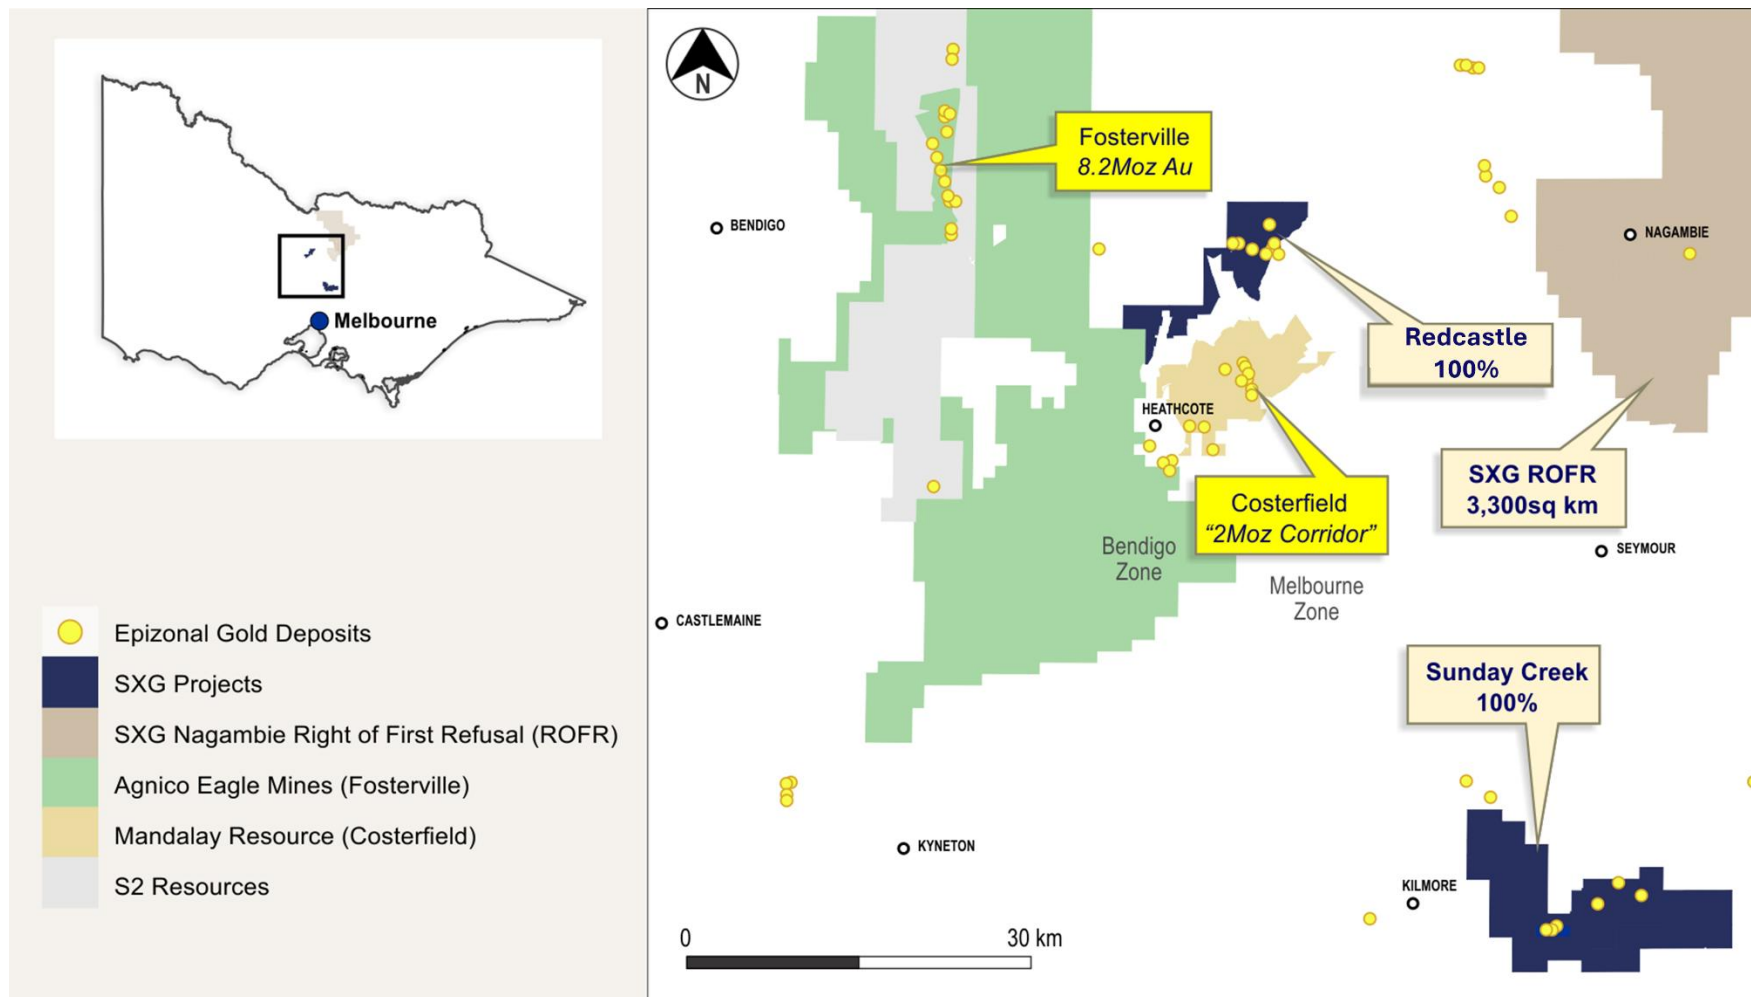 Melbourne
Epizonal Gold Deposits
SXG Projects
SXG Nagambie Right of First Refusal (ROFR)
Agnico Eagle Mines (Fosterville)
Mandalay Resource (Costerfield)
S2 Resources
N
Fosterville
8.2Moz Au
BENDIGO
NAGAMBIE
Redcastle
100%
HEATHCOTE
SXG ROFR
3,300sq km
Costerfield
“2Moz Corridor”
Bendigo
Zone
SEYMOUR
Melbourne
Zone
CASTLEMAINE
Sunday Creek
100%
KYNETON
KILMORE
0
30 km